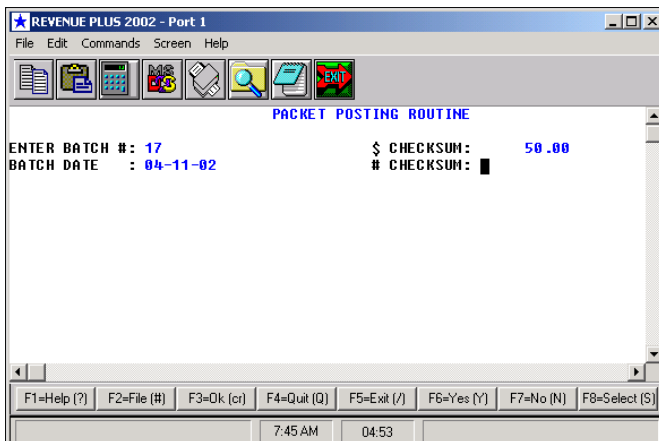 REVENUE PLUS 2002 - Port 1
File Edit Commands Screen Help
EXIT
PACKET POSTING ROUTINE
ENTER BATCH #: 17 $ CHECKSUM: 50.00
BATCH DATE : 04-11-02 # CHECKSUM:
F1=Help (?) F2=File (#) F3=Ok (cr) F4=Quit (Q) F5=Exit (/) F6=Yes (Y) F7=No (N) F8=Select (S)
7:45 AM 04:53